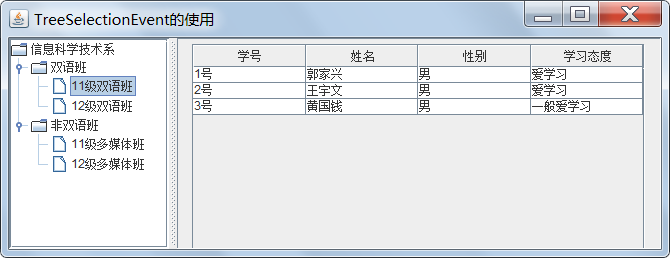 TreeSelectionEvent的使用
信息科学技术系
双语班
11级双语班
12级双语班
非双语班
11级多媒体班
12级多媒体班
学号 姓名 性别 学习态度
1号 郭家兴 男 爱学习
2号 王宇文 男 爱学习
3号 黄国钱 男 一般爱学习